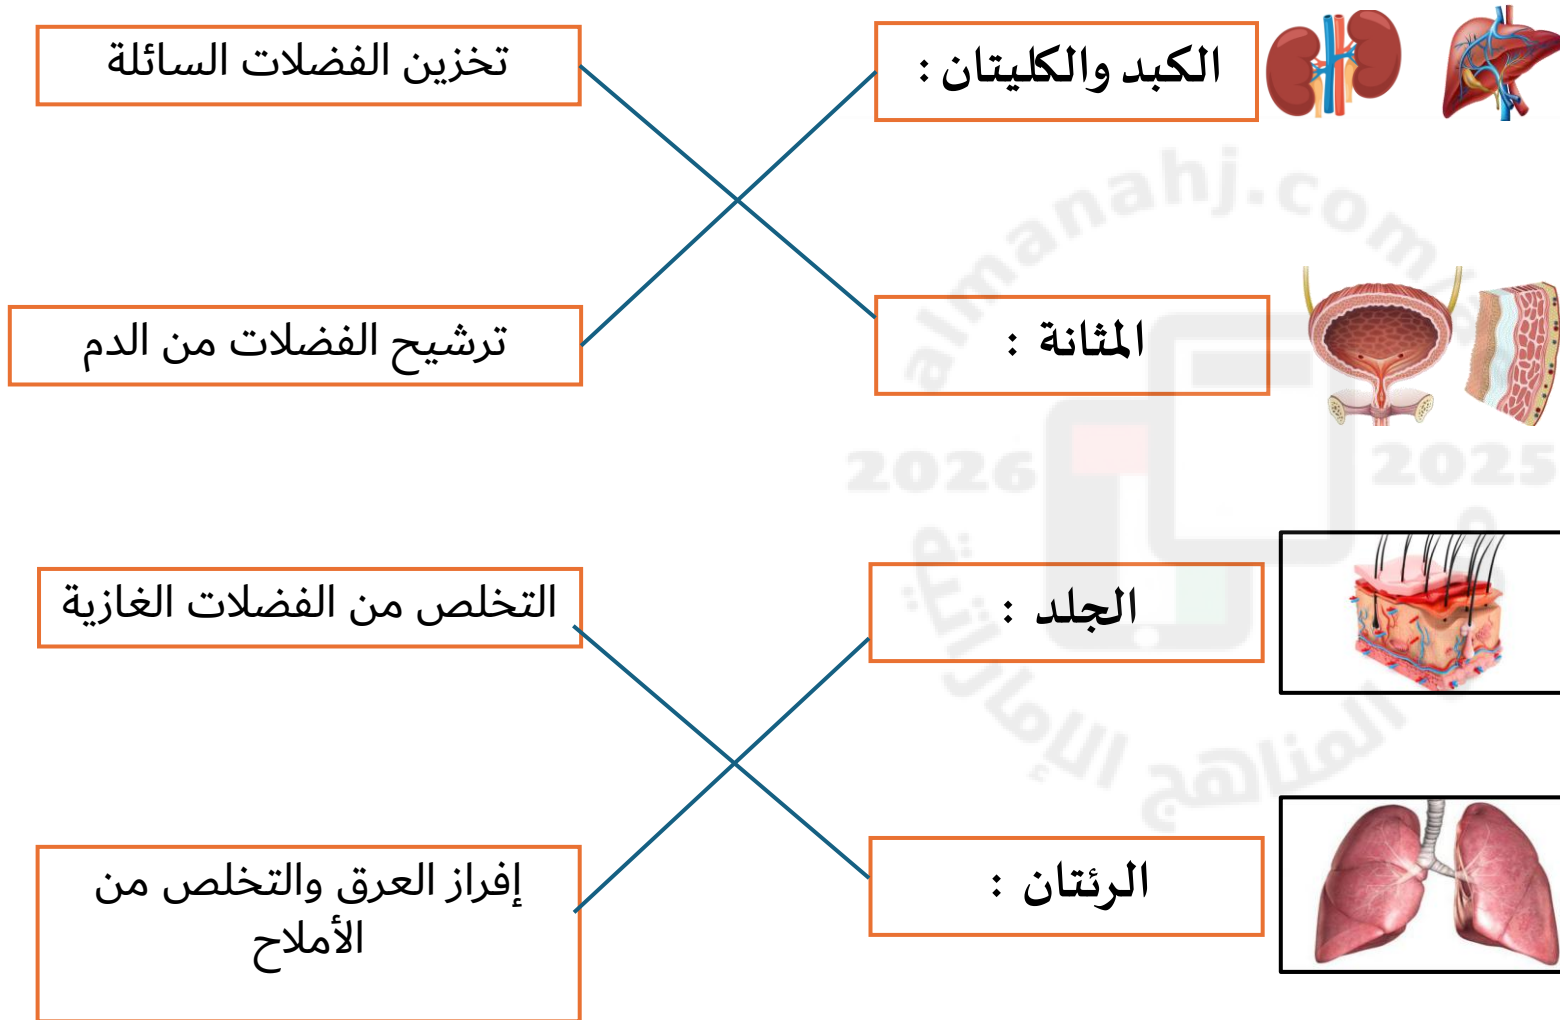 الكبد والكليتان :
تخزين الفضلات السائلة
المثانة :
ترشيح الفضلات من الدم
الجلد :
التخلص من الفضلات الغازية
الرئتان :
إفراز العرق والتخلص من
الأملاح
almanahj.com/ae
2026
2025
المناهج الإماراتية